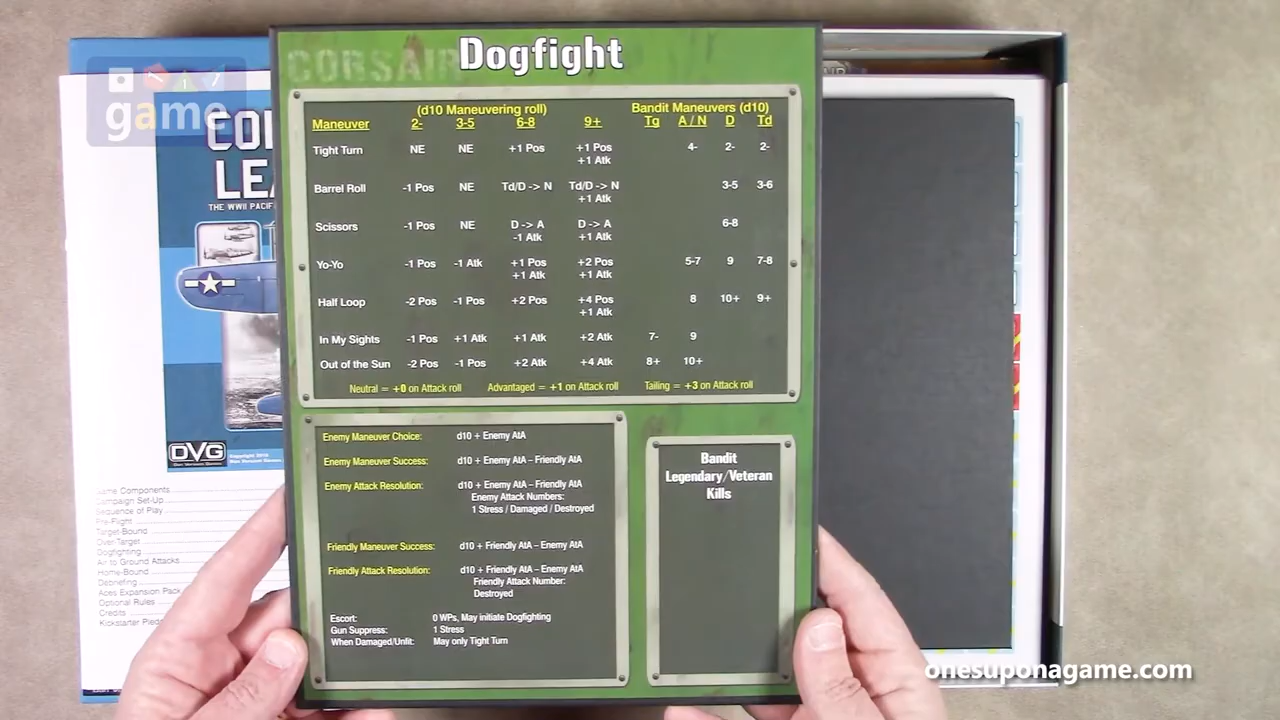 CORSAIR Dogfight
game
(d10 Maneuvering roll) Bandit Maneuvers (d10)
Maneuver 2- 3-5 6-8 9+ Tg A / N D Td
Tight Turn NE NE +1 Pos +1 Pos 4- 2- 2-
+1 Atk
Barrel Roll -1 Pos NE Td/D -> N Td/D -> N 3-5 3-6
+1 Atk
Scissors -1 Pos NE D -> A D -> A 6-8
-1 Atk +1 Atk
Yo-Yo -1 Pos -1 Atk +1 Pos +2 Pos 5-7 9 7-8
+1 Atk +1 Atk
Half Loop -2 Pos -1 Pos +2 Pos +4 Pos 8 10+ 9+
+1 Atk
In My Sights -1 Pos +1 Atk +1 Atk +2 Atk 7- 9
Out of the Sun -2 Pos -1 Pos +2 Atk +4 Atk 8+ 10+
Neutral = +0 on Attack roll Advantaged = +1 on Attack roll Tailing = +3 on Attack roll
Enemy Maneuver Choice: d10 + Enemy AtA
Enemy Maneuver Success: d10 + Enemy AtA – Friendly AtA
Enemy Attack Resolution: d10 + Enemy AtA – Friendly AtA
Enemy Attack Numbers:
1 Stress / Damaged / Destroyed
Friendly Maneuver Success: d10 + Friendly AtA – Enemy AtA
Friendly Attack Resolution: d10 + Friendly AtA – Enemy AtA
Friendly Attack Number:
Destroyed
Escort: 0 WPs, May initiate Dogfighting
Gun Suppress: 1 Stress
When Damaged/Unfit: May only Tight Turn
Bandit
Legendary/Veteran
Kills
COR
LEA
THE WWII PACIF
DVG
Game Components
Campaign Set-Up
Sequence of Play
Pre-Flight
Target-Bound
Over-Target
Dogfighting
Air to Ground Attacks
Home-Bound
Debriefing
Aces Expansion Pack
Optional Rules
Credits
Kickstarter Pled
onesuponagame.com